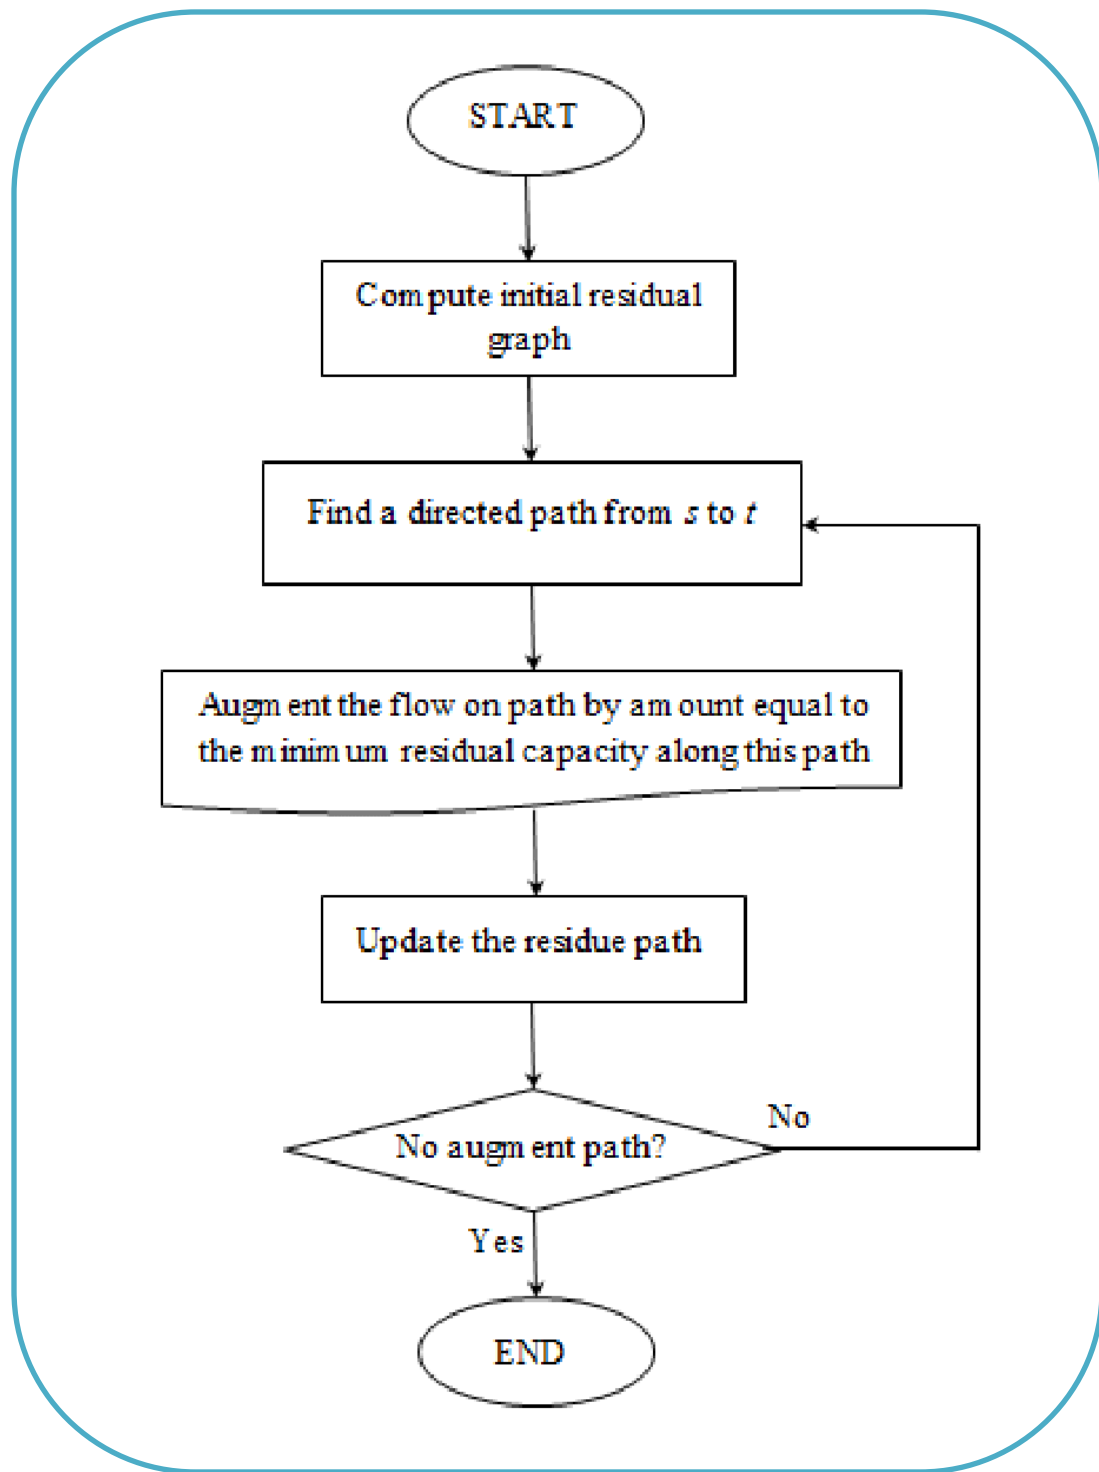 START
Compute initial residual
graph
Find a directed path from s to t
Augment the flow on path by amount equal to
the minimum residual capacity along this path
Update the residue path
No augment path?
No
Yes
END